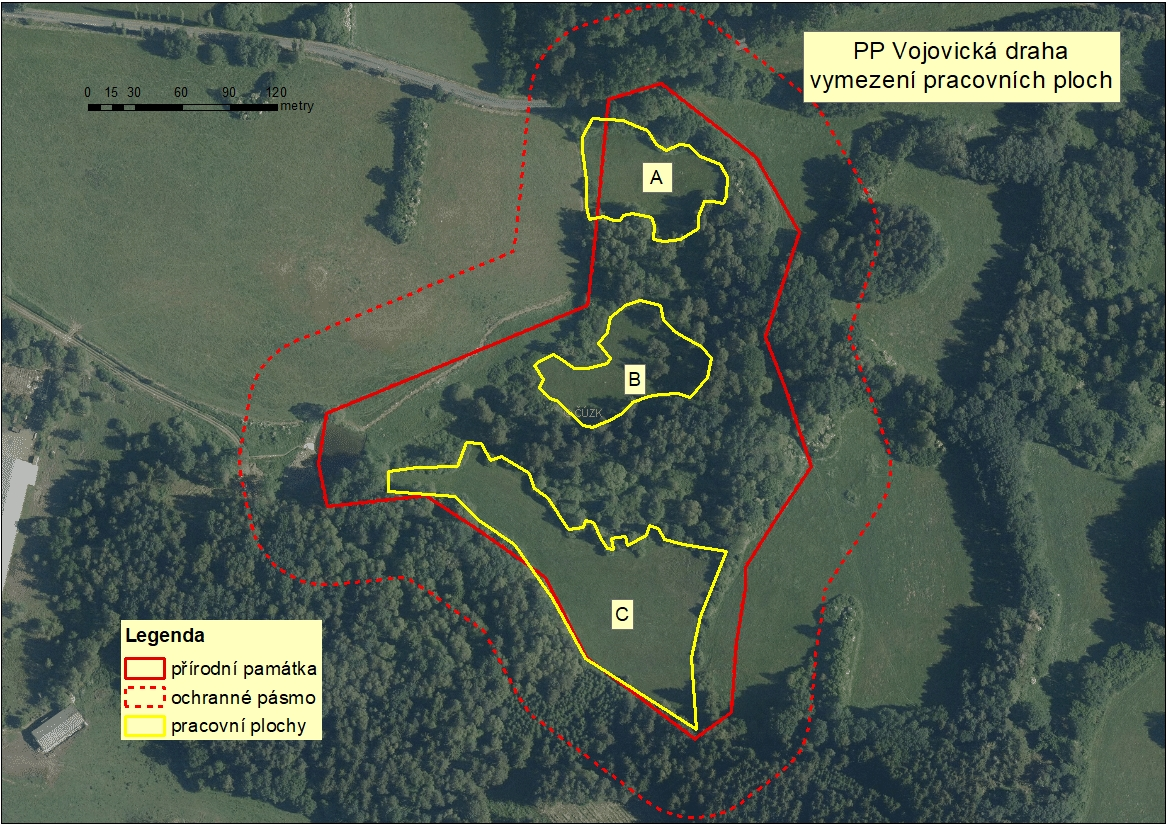 PP Vojovická draha
vymezení pracovních ploch
0 15 30 60 90 120
metry
A
B
ČÚZK
C
Legenda
přírodní památka
ochranné pásmo
pracovní plochy